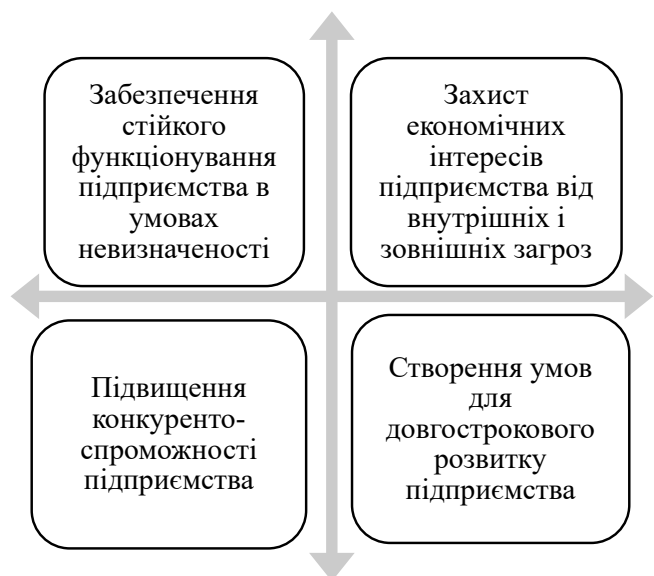 Забезпечення
стійкого
функціонування
підприємства в
умовах
невизначеності
Захист
економічних
інтересів
підприємства від
внутрішніх і
зовнішніх загроз
Підвищення
конкуренто-
спроможності
підприємства
Створення умов
для
довгострокового
розвитку
підприємства